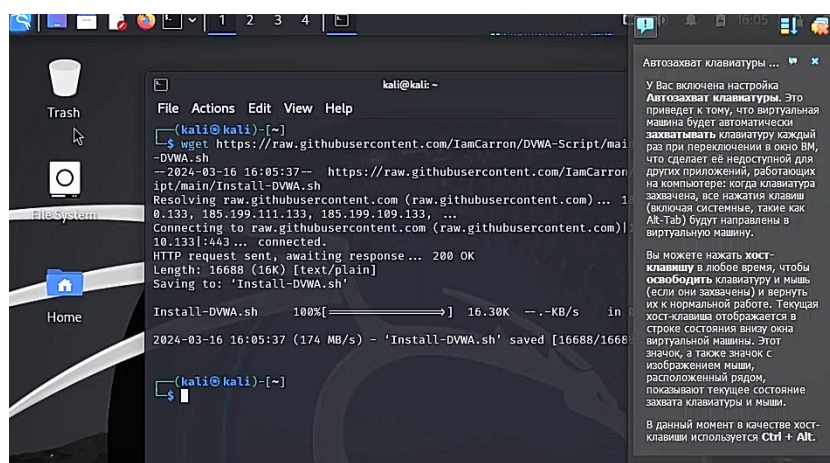 1 2 3 4
16:05
Trash
File System
Home
kali@kali: ~
File Actions Edit View Help
(kali㉿kali)-[~]
$ wget https://raw.githubusercontent.com/IamCarron/DVWA-Script/mai
-DVWA.sh
--2024-03-16 16:05:37-- https://raw.githubusercontent.com/IamCarron/
ipt/main/Install-DVWA.sh
Resolving raw.githubusercontent.com (raw.githubusercontent.com)... 18
0.133, 185.199.111.133, 185.199.109.133, ...
Connecting to raw.githubusercontent.com (raw.githubusercontent.com)|1
10.133|:443... connected.
HTTP request sent, awaiting response... 200 OK
Length: 16688 (16K) [text/plain]
Saving to: ‘Install-DVWA.sh’
Install-DVWA.sh 100%[===================>] 16.30K --.-KB/s in 0
2024-03-16 16:05:37 (174 MB/s) - ‘Install-DVWA.sh’ saved [16688/1668
(kali㉿kali)-[~]
$
Автозахват клавиатуры ...
У Вас включена настройка
Автозахват клавиатуры. Это
приведет к тому, что виртуальная
машина будет автоматически
захватывать клавиатуру каждый
раз при переключении в окно ВМ,
что сделает её недоступной для
других приложений, работающих
на компьютере: когда клавиатура
захвачена, все нажатия клавиш
(включая системные, такие как
Alt-Tab) будут направлены в
виртуальную машину.
Вы можете нажать хост-
клавишу в любое время, чтобы
освободить клавиатуру и мышь
(если они захвачены) и вернуть
их к нормальной работе. Текущая
хост-клавиша отображается в
строке состояния внизу окна
виртуальной машины. Этот
значок, а также значок с
изображением мыши,
расположенный рядом,
показывают текущее состояние
захвата клавиатуры и мыши.
В данный момент в качестве хост-
клавиши используется Ctrl + Alt.